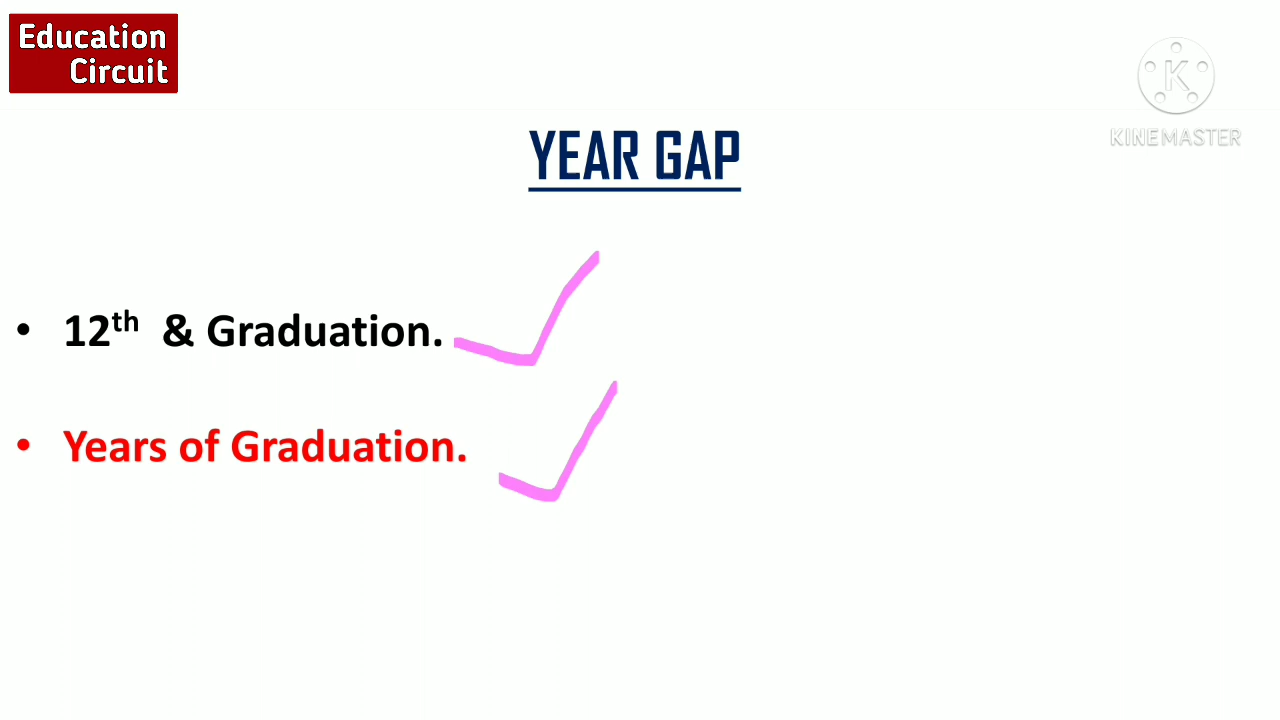 Education
Circuit
K
KINEMASTER
YEAR GAP
• 12th & Graduation.
• Years of Graduation.